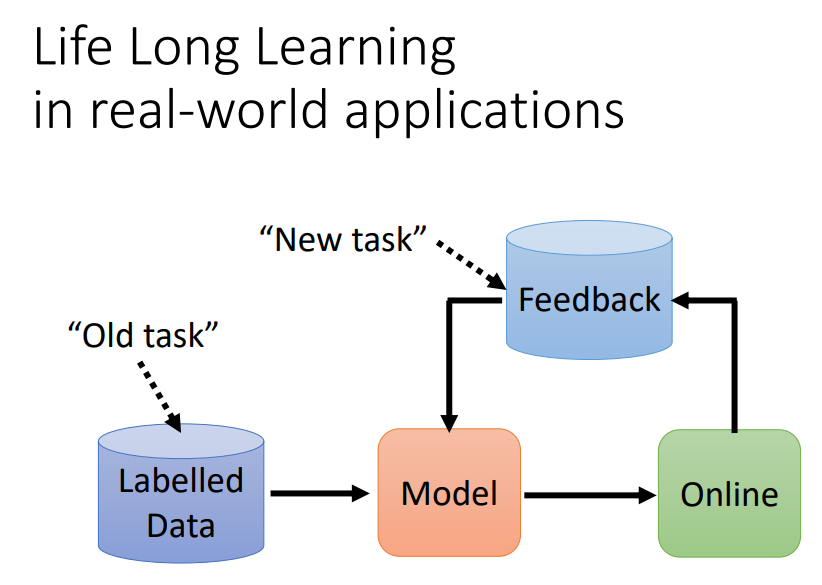 Life Long Learning
in real-world applications
“New task”
Feedback
“Old task”
Labelled
Data
Model
Online